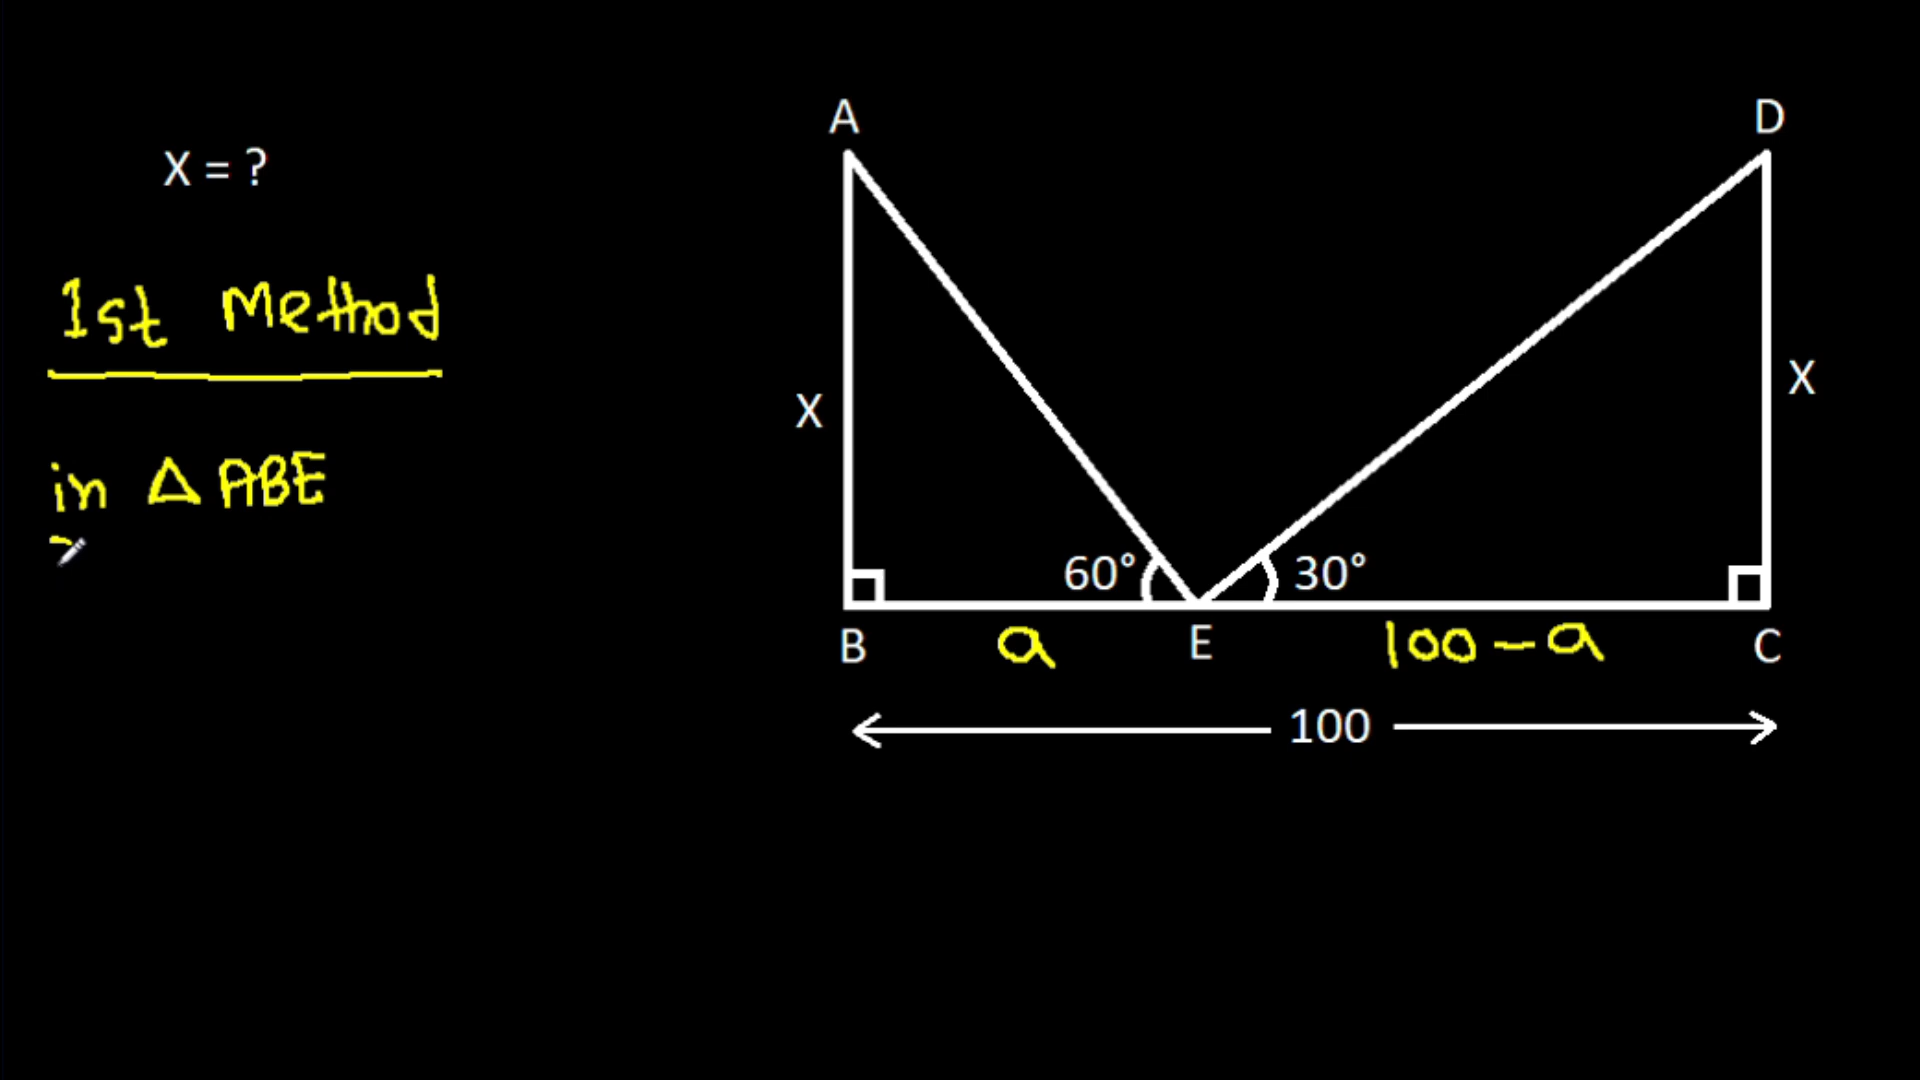 A
D
X = ?
1st Method
X
X
in Δ ABE
60°
30°
B
a
E
100 - a
C
100